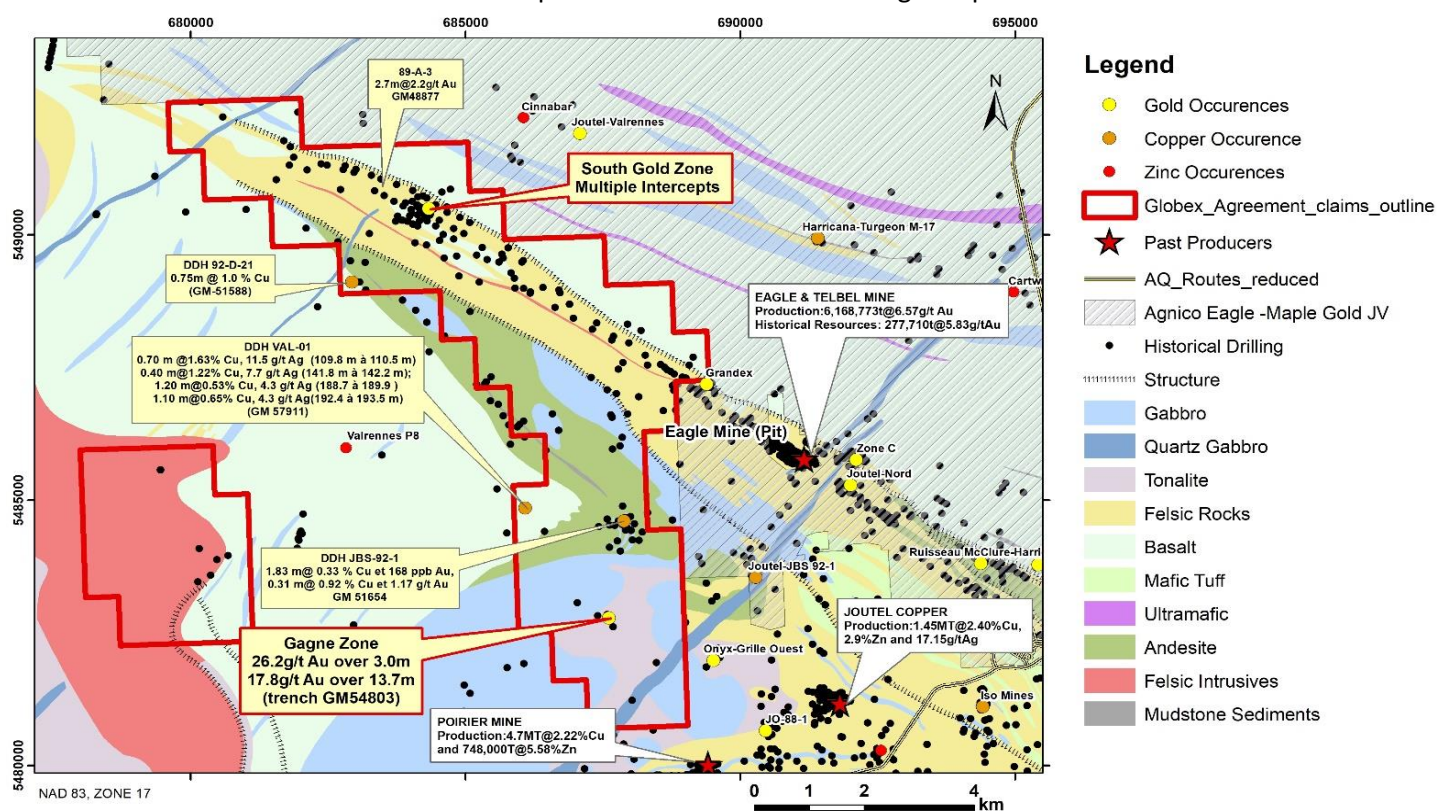 680000
685000
690000
695000
5490000
5485000
5480000
89-A-3
2.7m@2.2g/t Au
GM48877
Cinnabar
Joutel-Valrennes
N
South Gold Zone
Multiple Intercepts
Harricana-Turgeon M-17
DDH 92-D-21
0.75m @ 1.0 % Cu
(GM-51588)
Cartw
EAGLE & TELBEL MINE
Production:6,168,773t@6.57g/t Au
Historical Resources: 277,710t@5.83g/tAu
DDH VAL-01
0.70 m @1.63% Cu, 11.5 g/t Ag (109.8 m à 110.5 m)
0.40 m@1.22% Cu, 7.7 g/t Ag (141.8 m à 142.2 m);
1.20 m@0.53% Cu, 4.3 g/t Ag (188.7 à 189.9 )
1.10 m@0.65% Cu, 4.3 g/t Ag(192.4 à 193.5 m)
(GM 57911)
Grandex
Valrennes P8
Eagle Mine (Pit)
Zone C
Joutel-Nord
DDH JBS-92-1
1.83 m@ 0.33 % Cu et 168 ppb Au,
0.31 m@ 0.92 % Cu et 1.17 g/t Au
GM 51654
Ruisseau McClure-Harri
Joutel-JBS 92-1
JOUTEL COPPER
Production:1.45MT@2.40%Cu,
2.9%Zn and 17.15g/tAg
Gagne Zone
26.2g/t Au over 3.0m
17.8g/t Au over 13.7m
(trench GM54803)
Onyx-Grille Ouest
Iso Mines
JO-88-1
POIRIER MINE
Production:4.7MT@2.22%Cu
and 748,000T@5.58%Zn
NAD 83, ZONE 17
0 1 2 4
km
Legend
Gold Occurences
Copper Occurence
Zinc Occurences
Globex_Agreement_claims_outline
Past Producers
AQ_Routes_reduced
Agnico Eagle -Maple Gold JV
Historical Drilling
Structure
Gabbro
Quartz Gabbro
Tonalite
Felsic Rocks
Basalt
Mafic Tuff
Ultramafic
Andesite
Felsic Intrusives
Mudstone Sediments